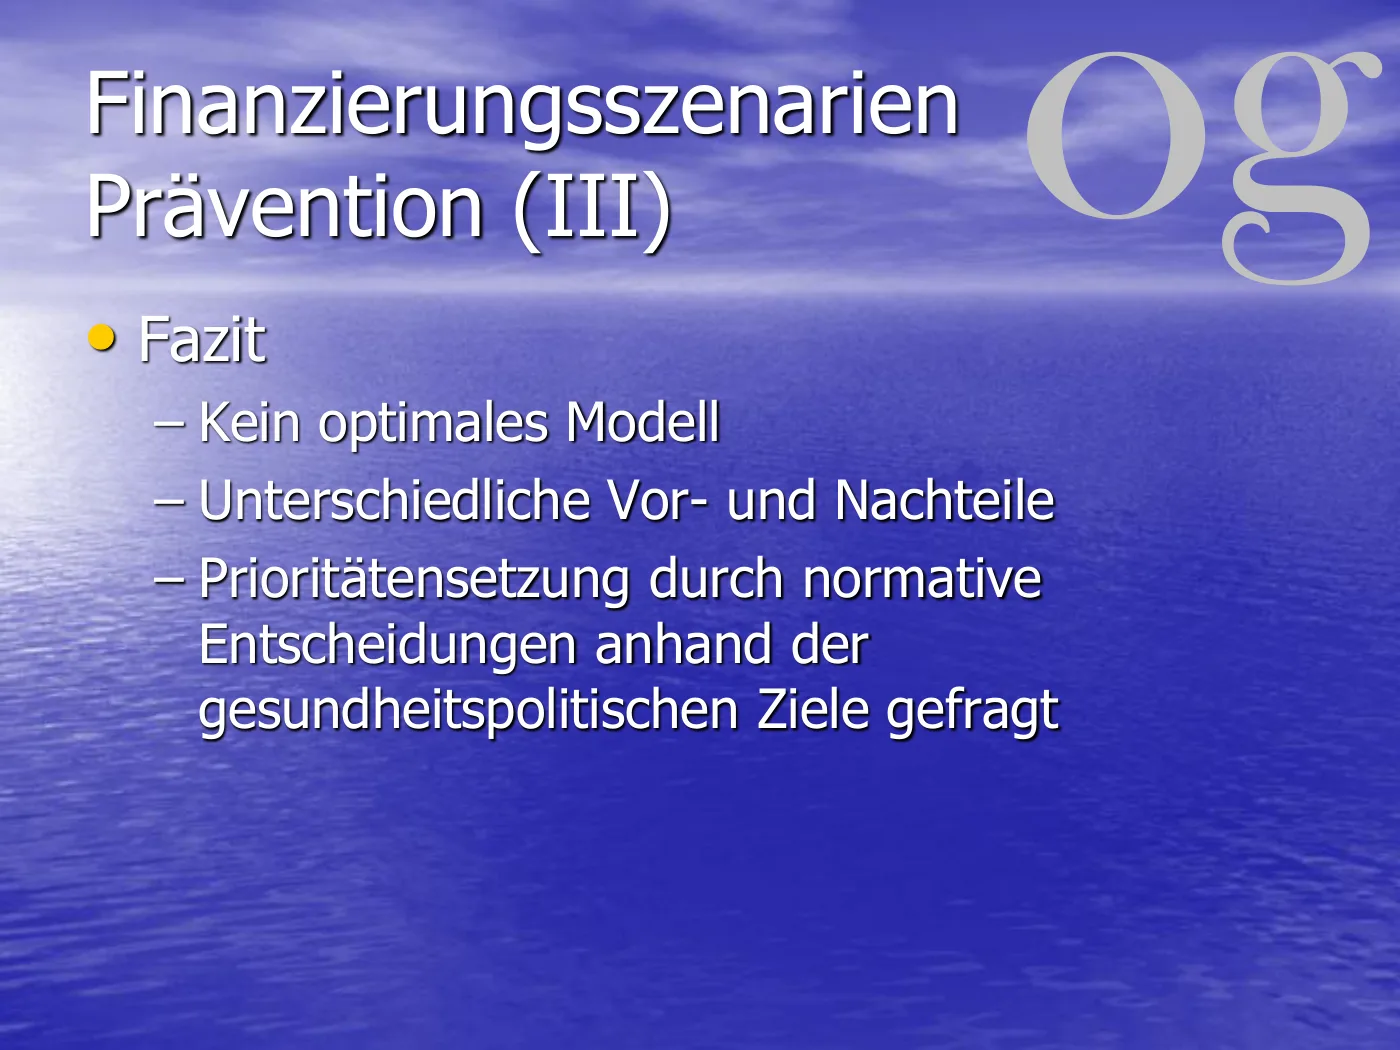 Finanzierungsszenarien
Prävention (III)
og
• Fazit
– Kein optimales Modell
– Unterschiedliche Vor- und Nachteile
– Prioritätensetzung durch normative
Entscheidungen anhand der
gesundheitspolitischen Ziele gefragt